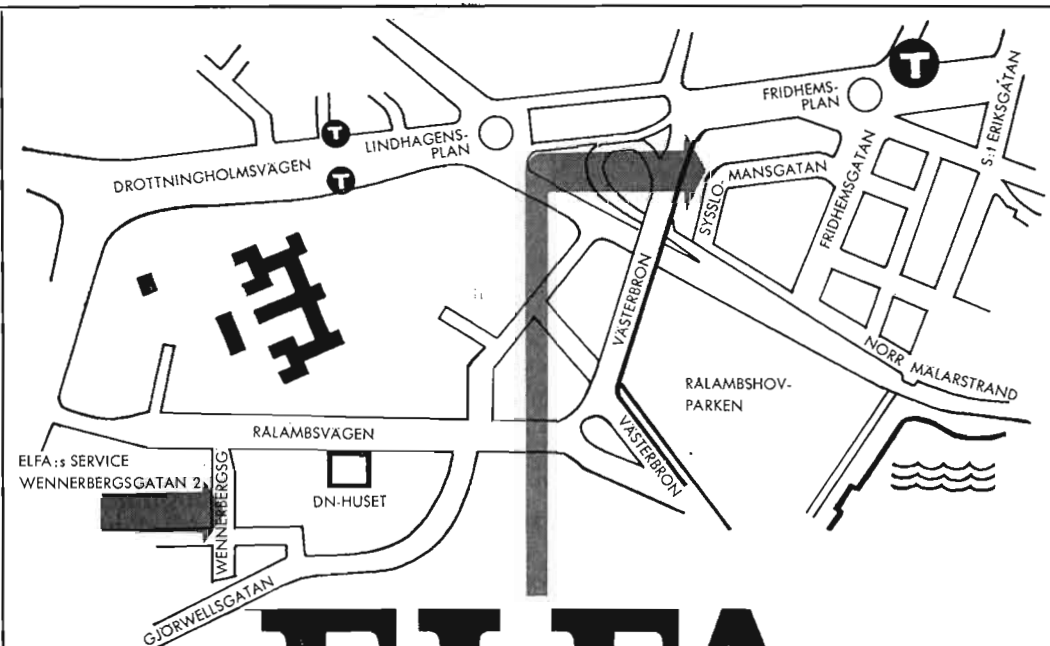 T
FRIDHEMS-
PLAN
S:t ERIKSGATAN
T
LINDHAGENS-
PLAN
DROTTNINGHOLMSVÄGEN
T
SYSSLO-
MANSGATAN
FRIDHEMSGATAN
VÄSTERBRON
NORR MÄLARSTRAND
RÅLAMBSHOV-
PARKEN
RÅLAMBSVÄGEN
VÄSTERBRON
ELFA:s SERVICE
WENNERBERGSGATAN 2
DN-HUSET
WENNERBERGSG
GJÖRWELLSGATAN
ELFA